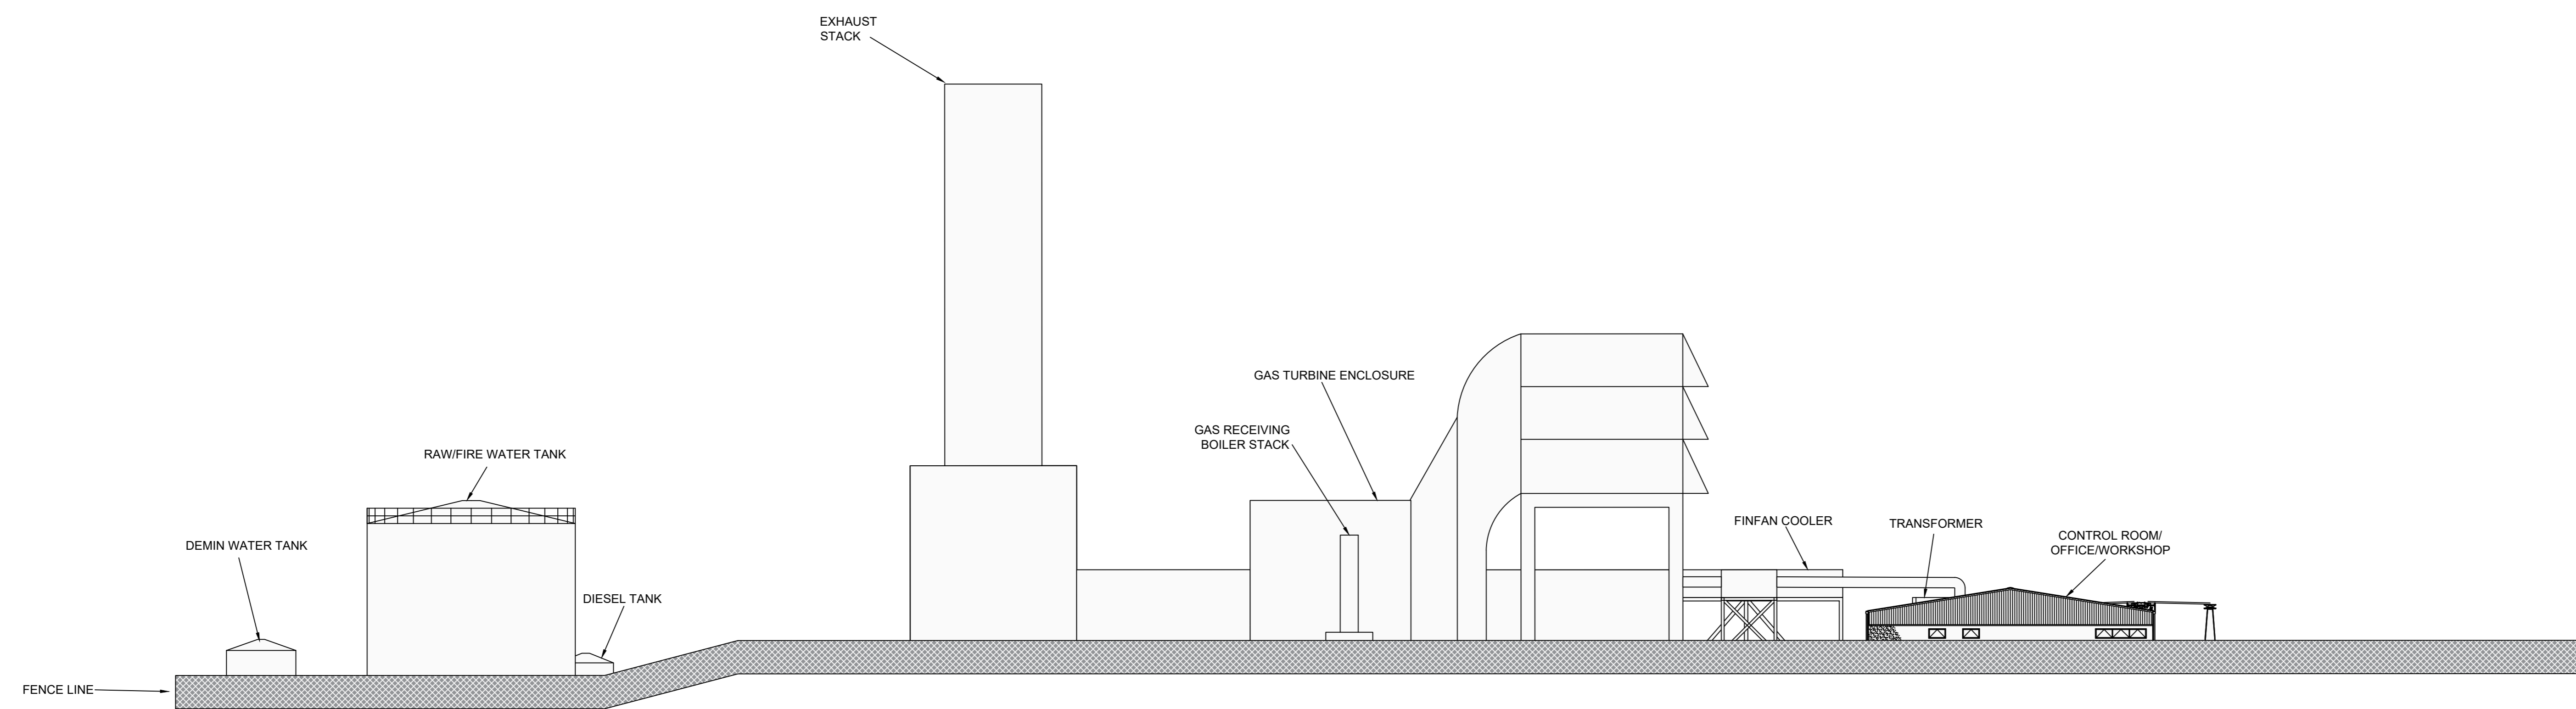 EXHAUST
STACK
GAS TURBINE ENCLOSURE
GAS RECEIVING
BOILER STACK
RAW/FIRE WATER TANK
FINFAN COOLER
TRANSFORMER
CONTROL ROOM/
OFFICE/WORKSHOP
DEMIN WATER TANK
DIESEL TANK
FENCE LINE